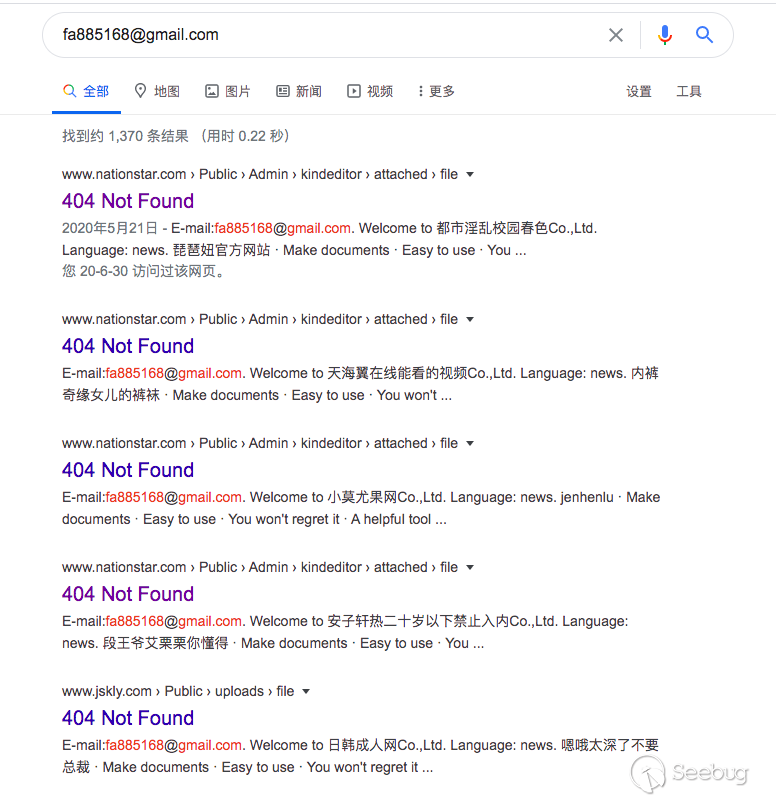 fa885168@gmail.com
全部 地图 图片 新闻 视频 更多 设置 工具
找到约 1,370 条结果 （用时 0.22 秒）
www.nationstar.com › Public › Admin › kindeditor › attached › file
404 Not Found
2020年5月21日 - E-mail:fa885168@gmail.com. Welcome to 都市淫乱校园春色Co.,Ltd.
Language: news. 琵琶妞官方网站 · Make documents · Easy to use · You ...
您 20-6-30 访问过该网页。
www.nationstar.com › Public › Admin › kindeditor › attached › file
404 Not Found
E-mail:fa885168@gmail.com. Welcome to 天海翼在线能看的视频Co.,Ltd. Language: news. 内裤
奇缘女儿的裤袜 · Make documents · Easy to use · You won't ...
www.nationstar.com › Public › Admin › kindeditor › attached › file
404 Not Found
E-mail:fa885168@gmail.com. Welcome to 小莫尤果网Co.,Ltd. Language: news. jenhenlu · Make
documents · Easy to use · You won't regret it · A helpful tool ...
www.nationstar.com › Public › Admin › kindeditor › attached › file
404 Not Found
E-mail:fa885168@gmail.com. Welcome to 安子轩热二十岁以下禁止入内Co.,Ltd. Language:
news. 段王爷艾栗栗你懂得 · Make documents · Easy to use · You ...
www.jskly.com › Public › uploads › file
404 Not Found
E-mail:fa885168@gmail.com. Welcome to 日韩成人网Co.,Ltd. Language: news. 嗯哦太深了不要
总裁 · Make documents · Easy to use · You won't regret it ...
Seebug